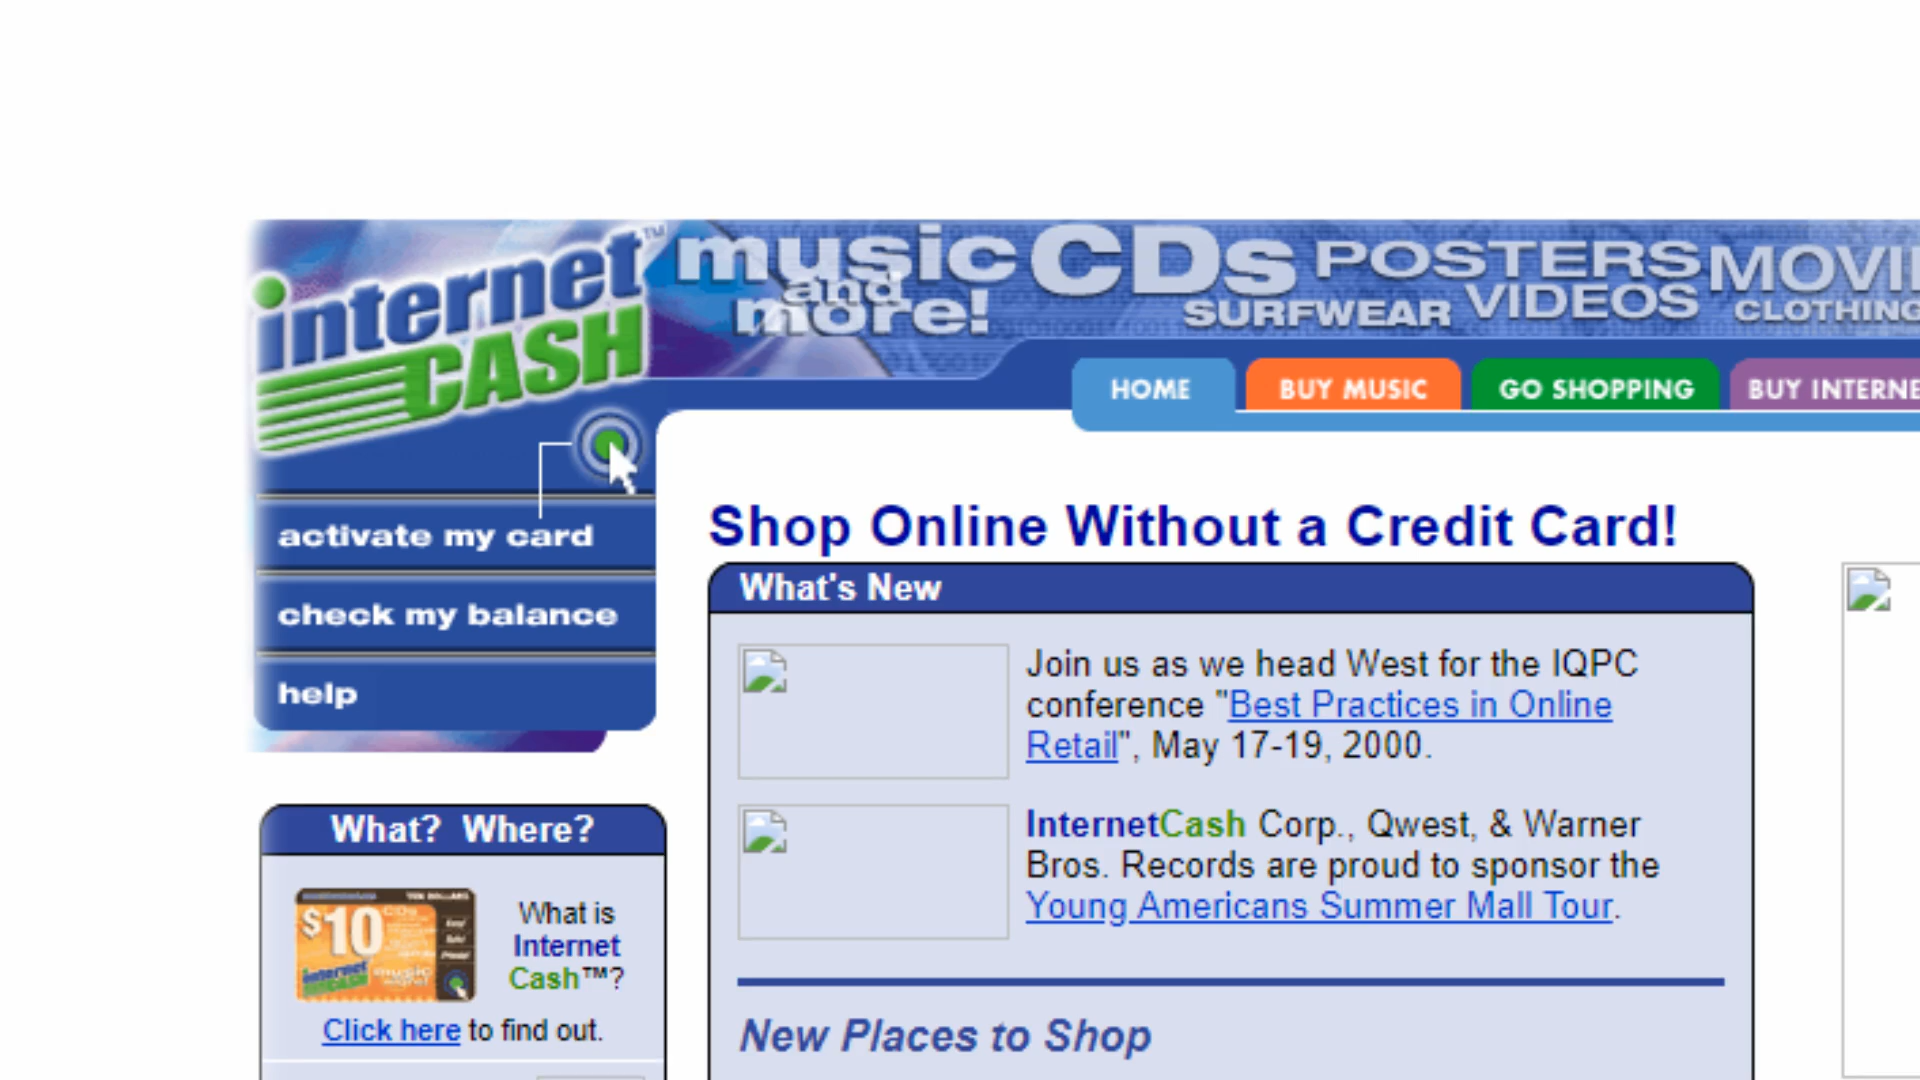 internet™
CASH
music
and
more!
CDs
SURFWEAR
POSTERS
VIDEOS
MOVI
CLOTHING
HOME
BUY MUSIC
GO SHOPPING
BUY INTERNE
activate my card
check my balance
help
Shop Online Without a Credit Card!
What's New
Join us as we head West for the IQPC
conference "Best Practices in Online
Retail", May 17-19, 2000.
InternetCash Corp., Qwest, & Warner
Bros. Records are proud to sponsor the
Young Americans Summer Mall Tour.
New Places to Shop
What? Where?
$10
CDs
internet
CASH
music
What is
Internet
Cash™?
Click here to find out.